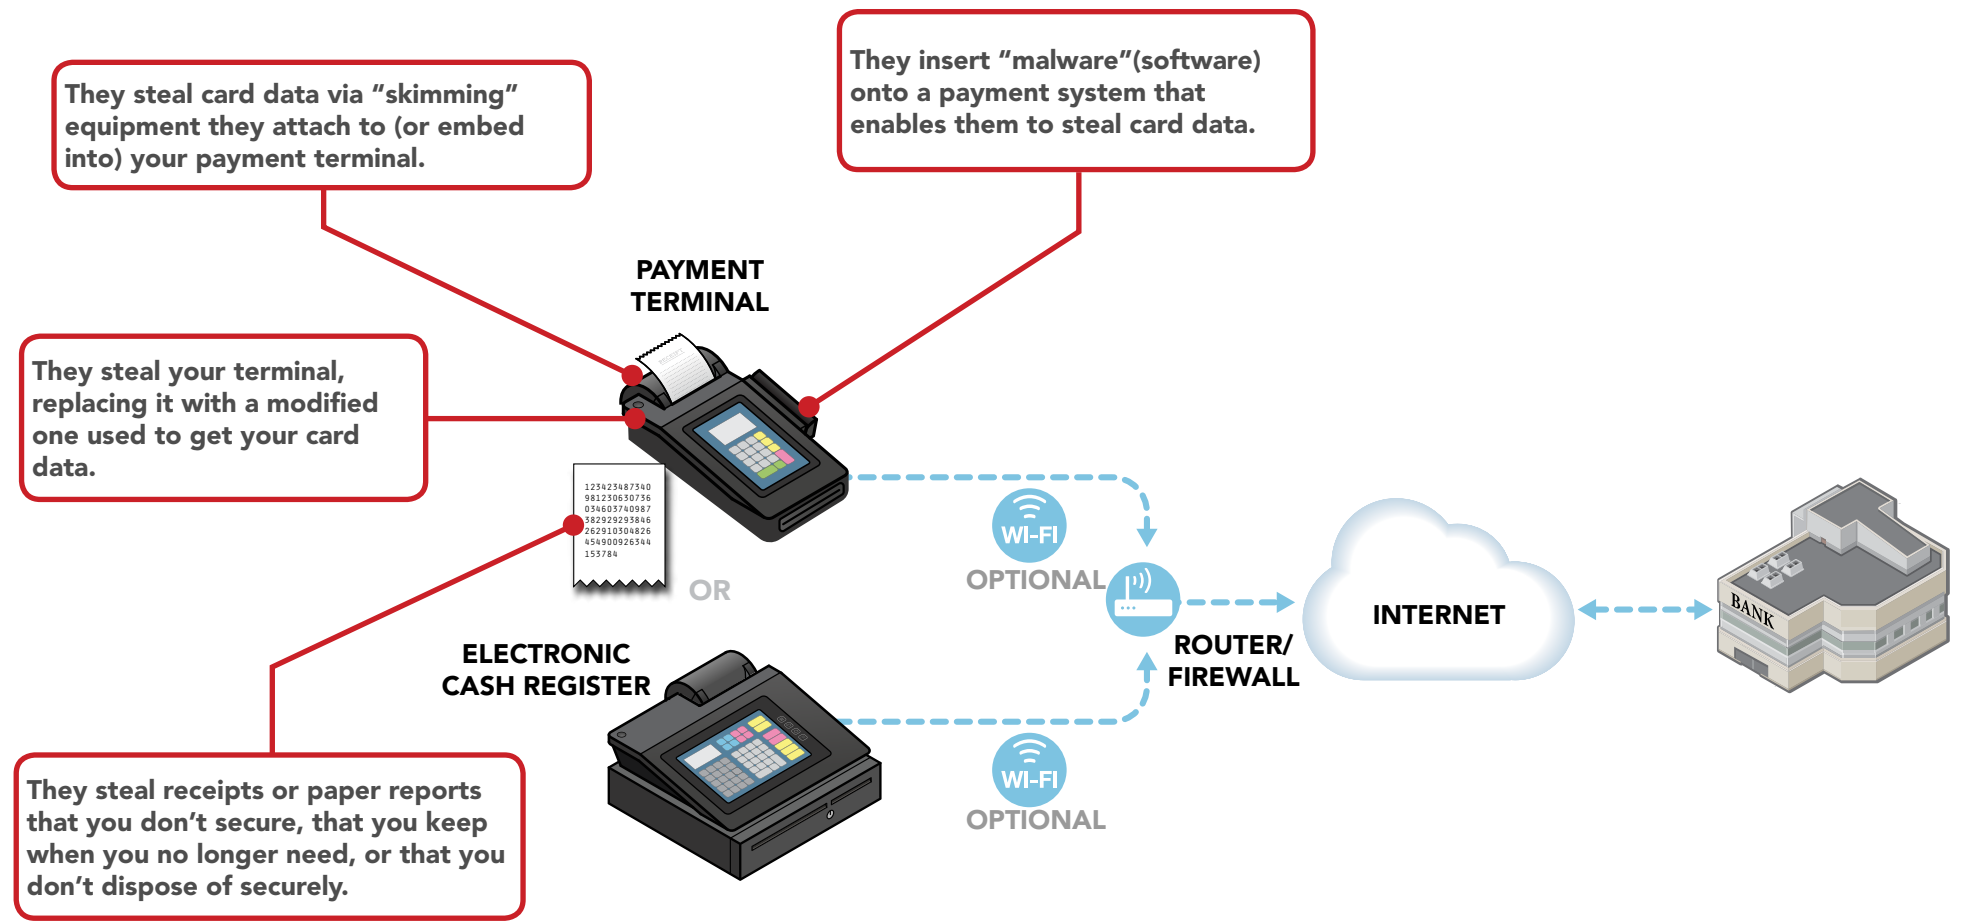 They steal card data via “skimming”
equipment they attach to (or embed
into) your payment terminal.
They insert “malware”(software)
onto a payment system that
enables them to steal card data.
PAYMENT
TERMINAL
They steal your terminal,
replacing it with a modified
one used to get your card
data.
RECEIPT
123423487340
981230630736
034603740987
382929293846
262910304826
454900926344
153784
OR
WI-FI
OPTIONAL
ROUTER/
FIREWALL
INTERNET
BANK
ELECTRONIC
CASH REGISTER
WI-FI
OPTIONAL
They steal receipts or paper reports
that you don’t secure, that you keep
when you no longer need, or that you
don’t dispose of securely.